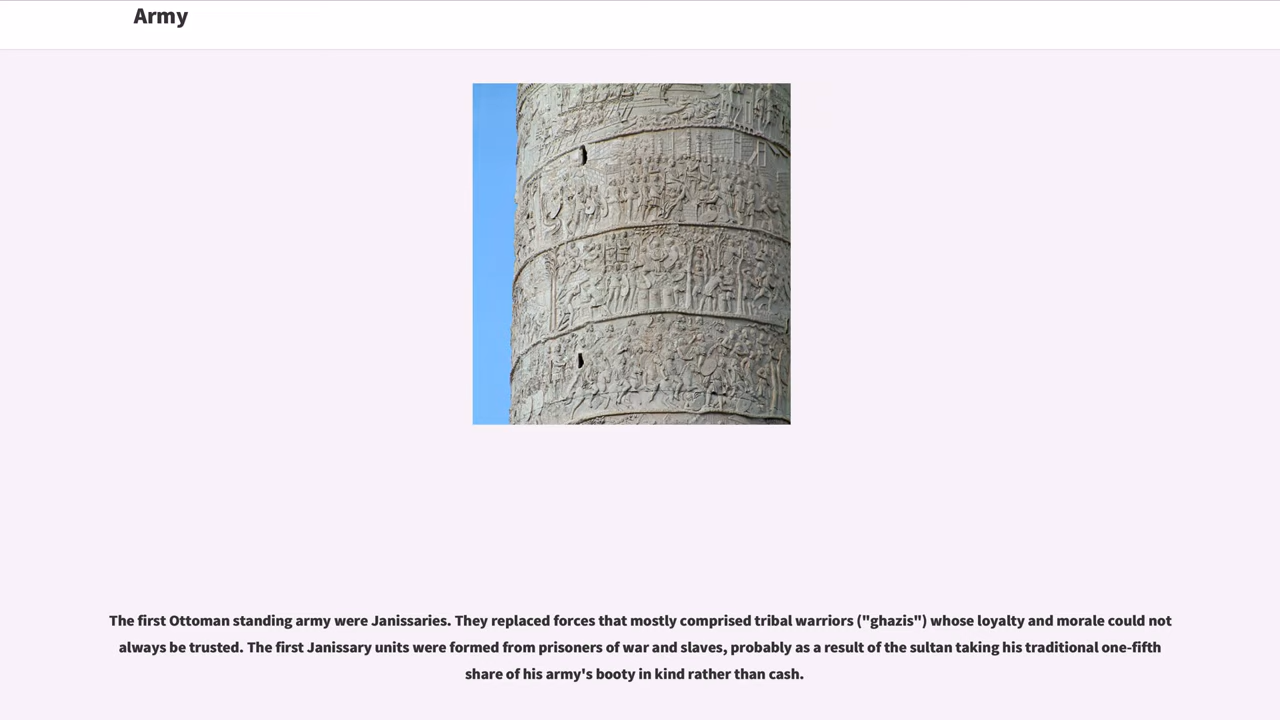 Army
The first Ottoman standing army were Janissaries. They replaced forces that mostly comprised tribal warriors ("ghazis") whose loyalty and morale could not
always be trusted. The first Janissary units were formed from prisoners of war and slaves, probably as a result of the sultan taking his traditional one-fifth
share of his army's booty in kind rather than cash.